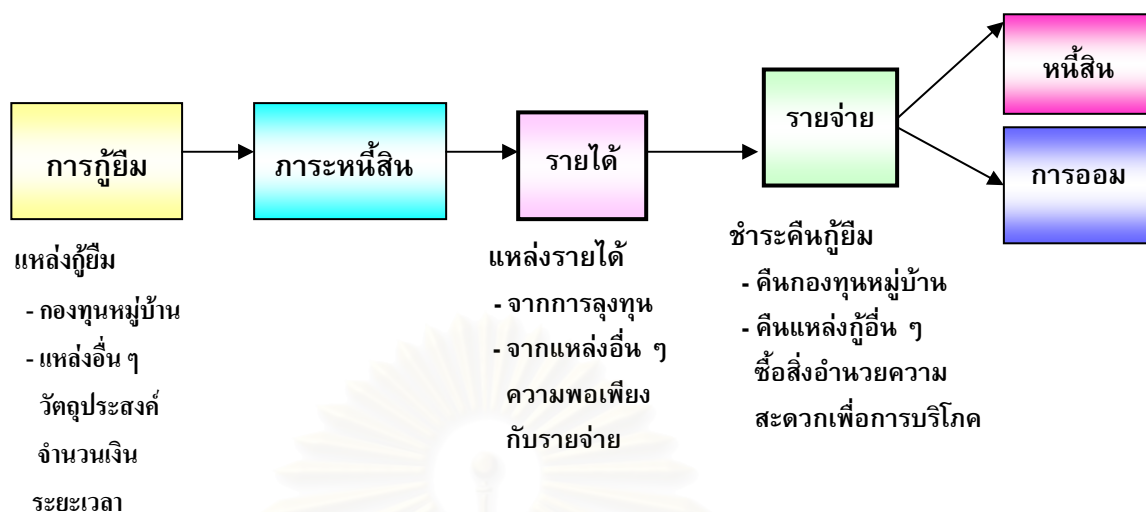 การกู้ยืม
ภาระหนี้สิน
รายได้
รายจ่าย
หนี้สิน
การออม
แหล่งกู้ยืม
- กองทุนหมู่บ้าน
- แหล่งอื่น ๆ
วัตถุประสงค์
จำนวนเงิน
ระยะเวลา
แหล่งรายได้
- จากการลงทุน
- จากแหล่งอื่น ๆ
ความพอเพียง
กับรายจ่าย
ชำระคืนกู้ยืม
- คืนกองทุนหมู่บ้าน
- คืนแหล่งกู้อื่น ๆ
ซื้อสิ่งอำนวยความ
สะดวกเพื่อการบริโภค